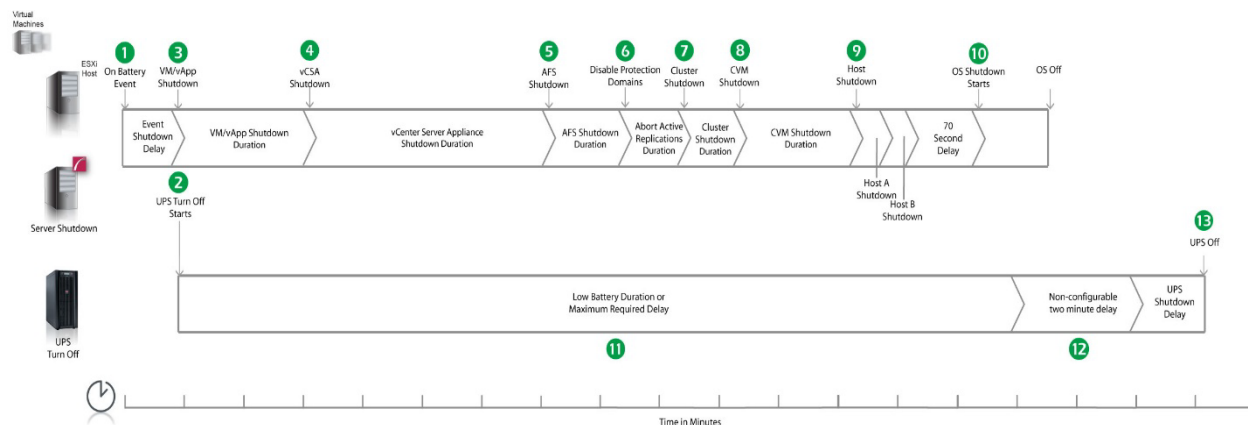 Virtual
Machines
ESXi
Host
1
On Battery
Event
3
VM/vApp
Shutdown
4
vCSA
Shutdown
5
AFS
Shutdown
6
Disable Protection
Domains
7
Cluster
Shutdown
8
CVM
Shutdown
9
Host
Shutdown
10
OS Shutdown
Starts
OS Off
Event
Shutdown
Delay
VM/vApp Shutdown
Duration
vCenter Server Appliance
Shutdown Duration
AFS Shutdown
Duration
Abort Active
Replications
Duration
Cluster
Shutdown
Duration
CVM Shutdown
Duration
70
Second
Delay
Host A
Shutdown
Host B
Shutdown
Server Shutdown
2
UPS Turn Off
Starts
13
UPS Off
UPS
Turn Off
Low Battery Duration or
Maximum Required Delay
Non-configurable
two minute delay
UPS
Shutdown
Delay
11
12
Time in Minutes